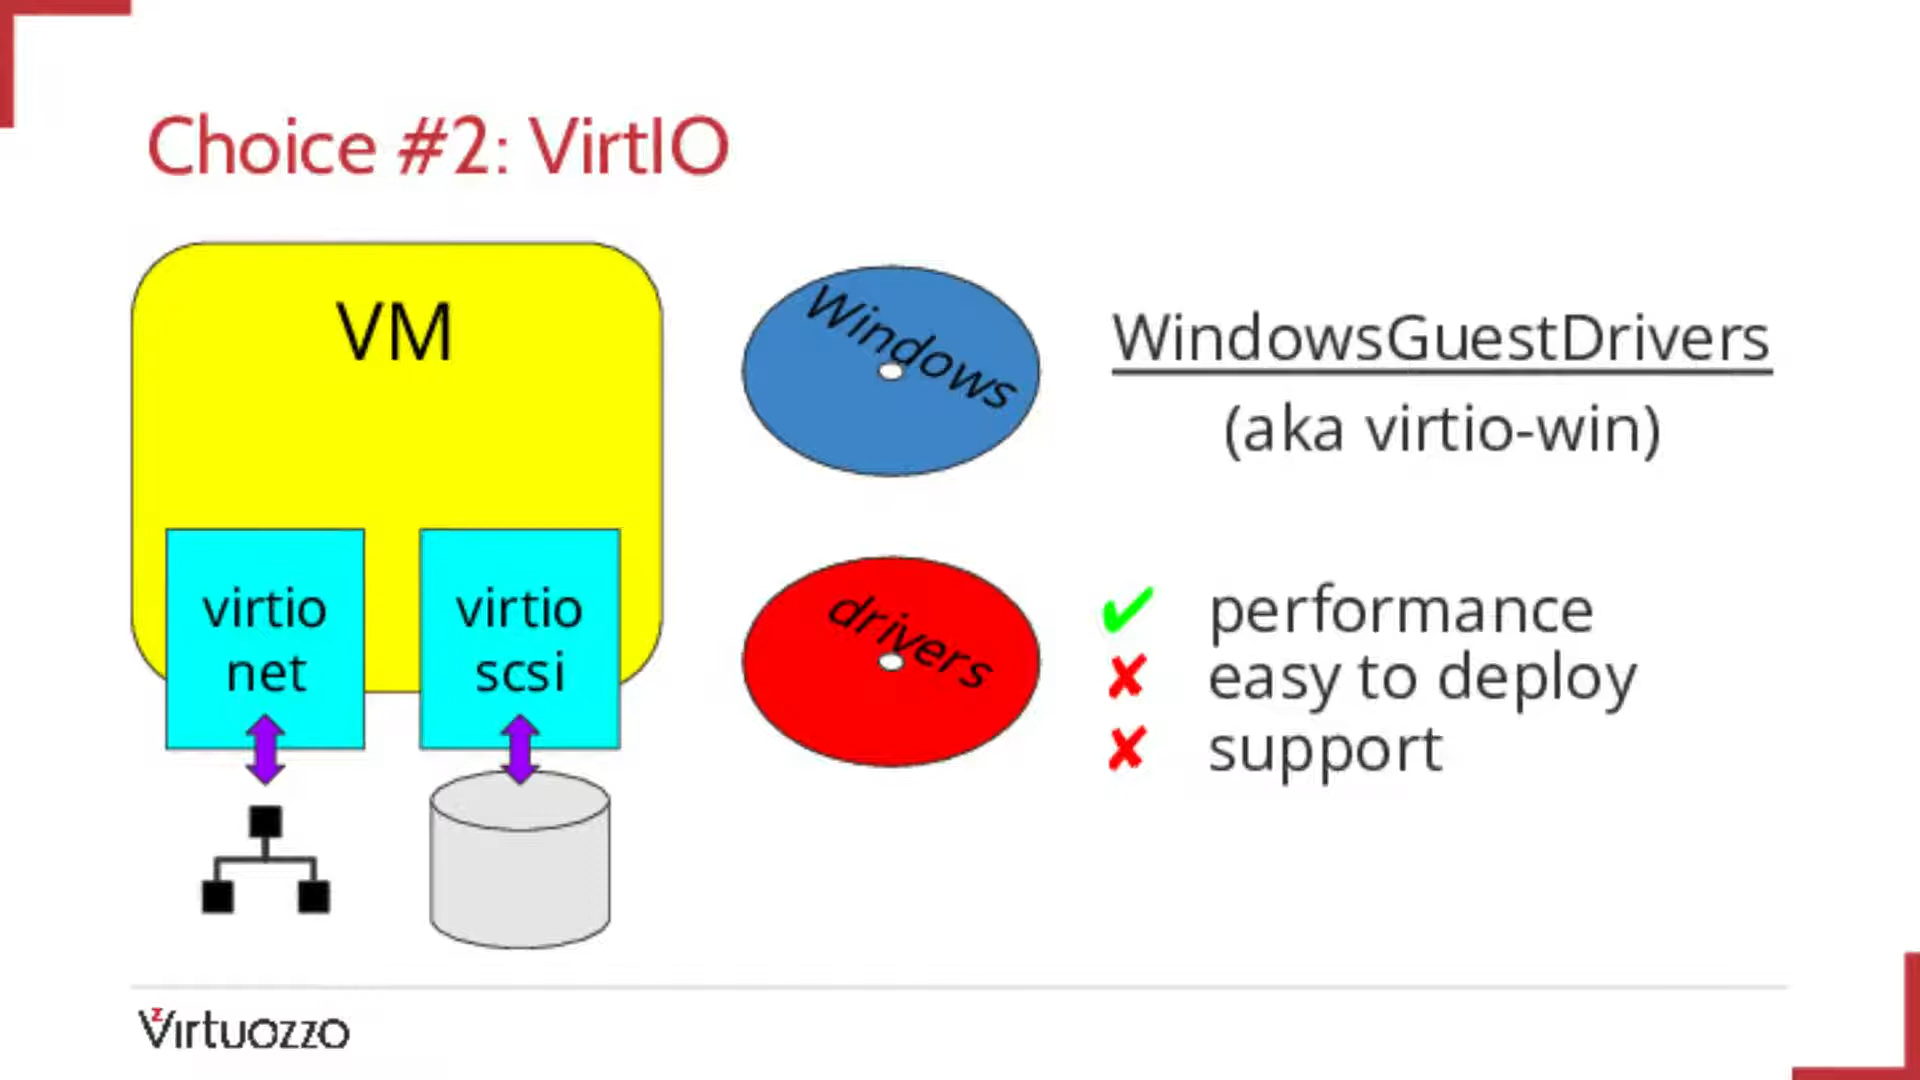 Choice #2: VirtIO
VM
virtio
net
virtio
scsi
Windows
drivers
WindowsGuestDrivers
(aka virtio-win)
✔ performance
✘ easy to deploy
✘ support
Virtuozzo